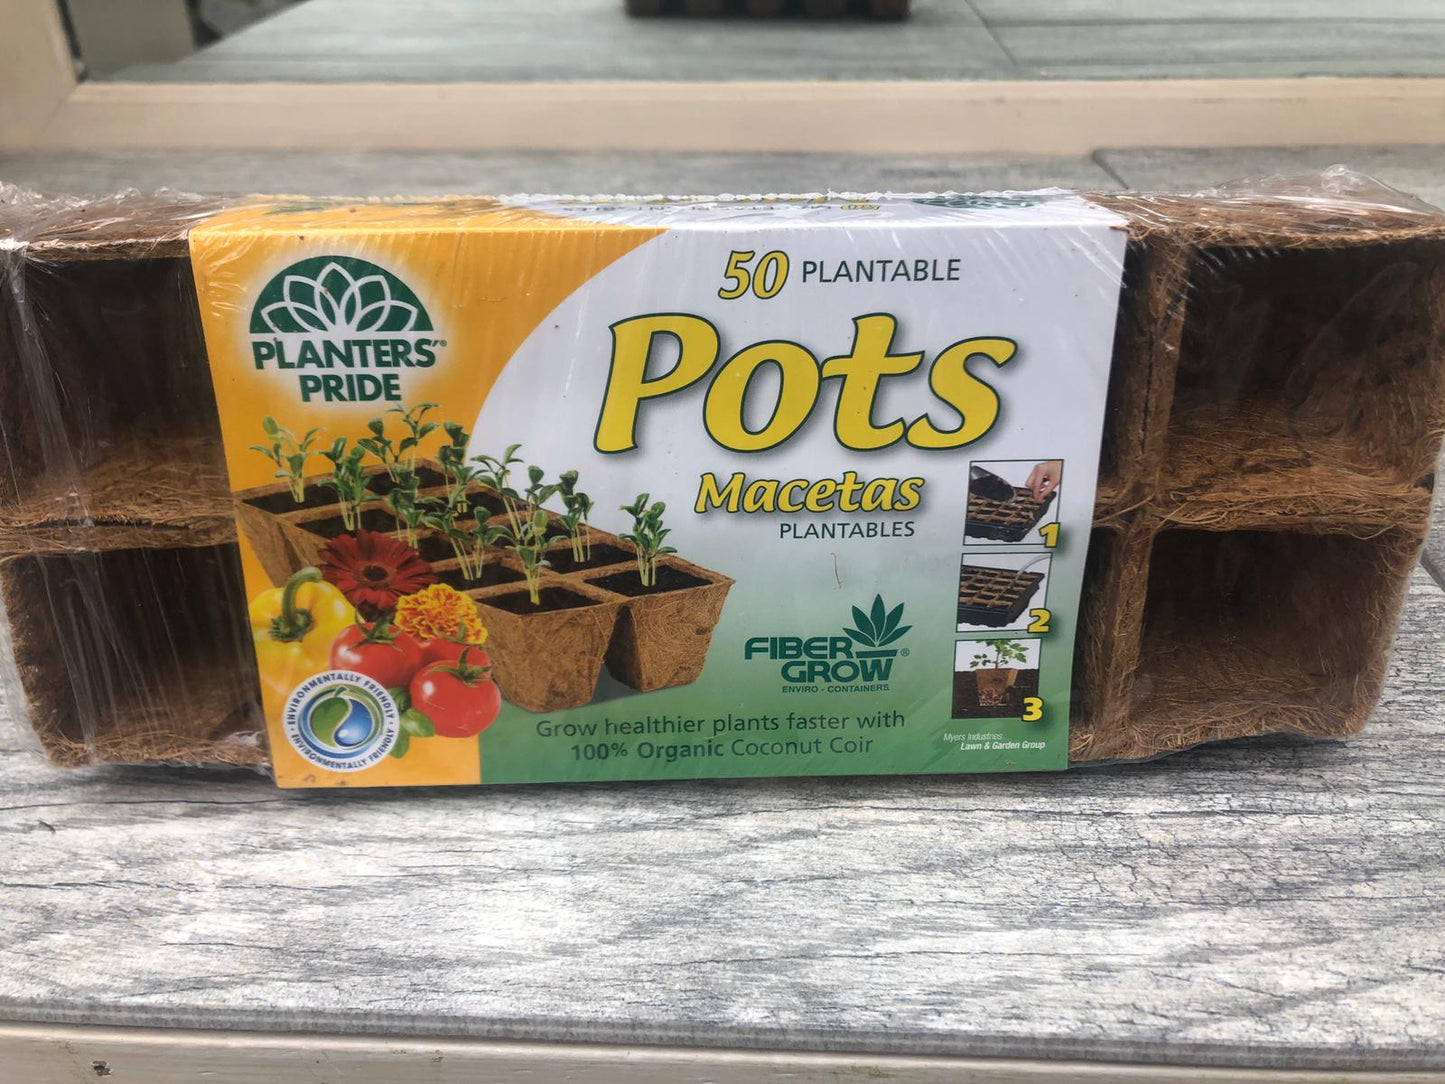 PLANTERS'®
PRIDE
50 PLANTABLE
Pots
Macetas
PLANTABLES
1
2
3
FIBER
GROW®
ENVIRO - CONTAINERS
Grow healthier plants faster with
100% Organic Coconut Coir
Myers Industries
Lawn & Garden Group
ENVIRONMENTALLY FRIENDLY
ENVIRONMENTALLY FRIENDLY